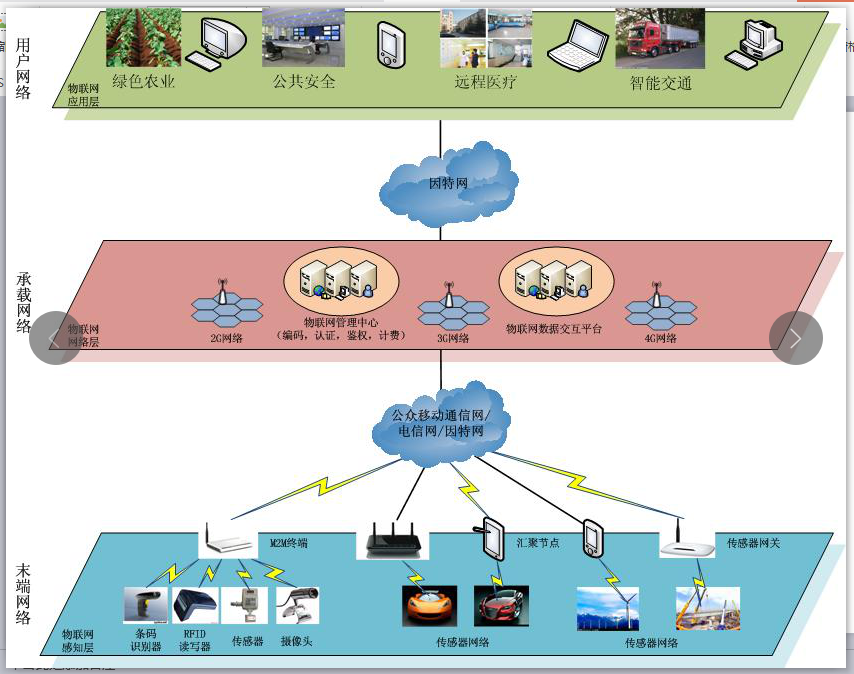 用户网络
绿色农业
公共安全
远程医疗
智能交通
物联网
应用层
因特网
承载网络
物联网
网络层
2G网络
物联网管理中心
(编码, 认证, 鉴权, 计费)
3G网络
物联网数据交互平台
4G网络
公众移动通信网/
电信网/因特网
末端网络
M2M终端
汇聚节点
传感器网关
物联网
感知层
条码
识别器
RFID
读写器
传感器
摄像头
传感器网络
传感器网络